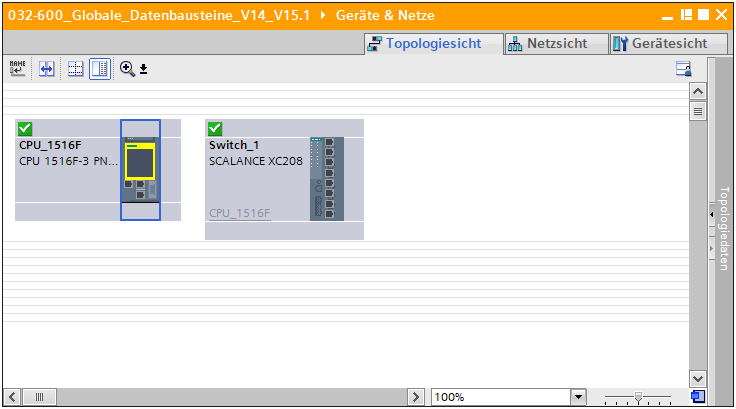 032-600_Globale_Datenbausteine_V14_V15.1 ▸ Geräte & Netze
Topologiesicht Netzsicht Gerätesicht
NAME
CPU_1516F
CPU 1516F-3 PN...
Switch_1
SCALANCE XC208
CPU_1516F
Topologiedaten
100%